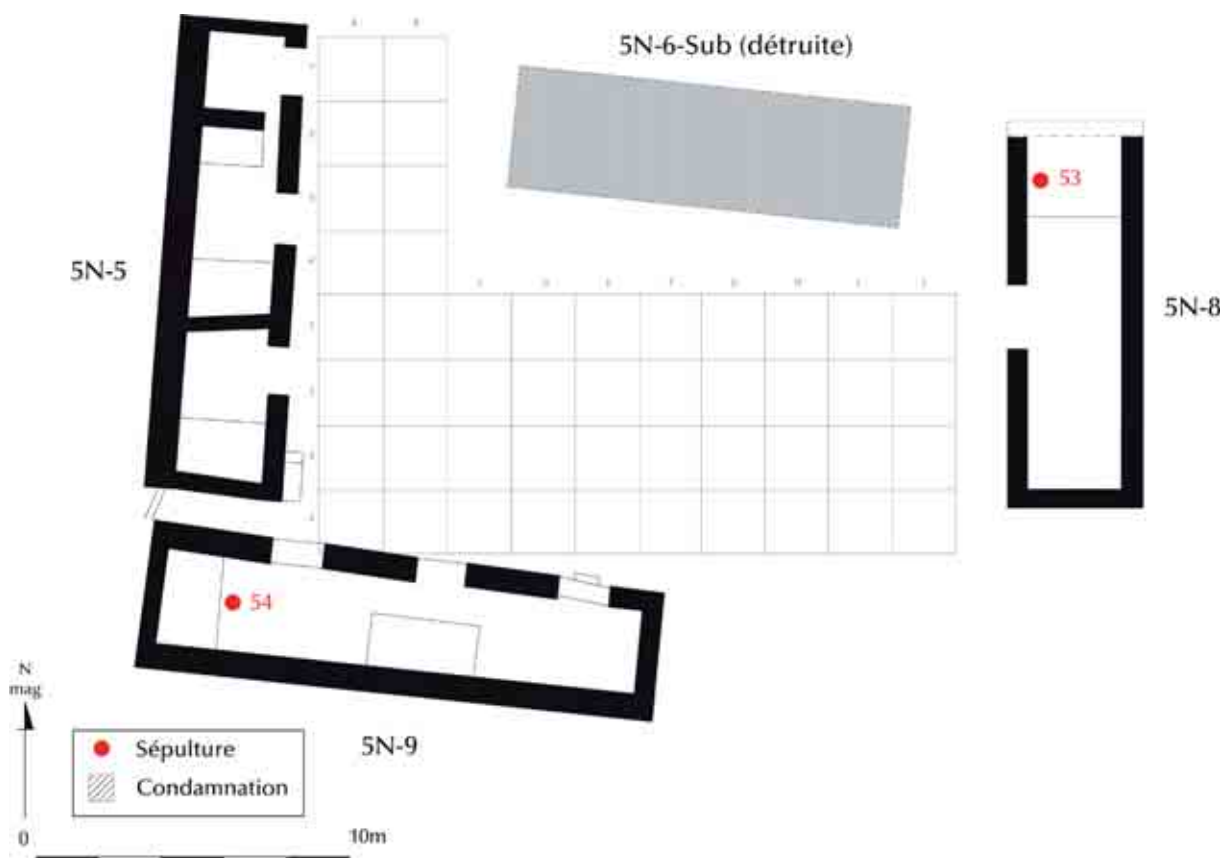 5N-6-Sub (détruite)
53
5N-5
5N-8
54
N
mag
5N-9
Sépulture
Condamnation
0 10m